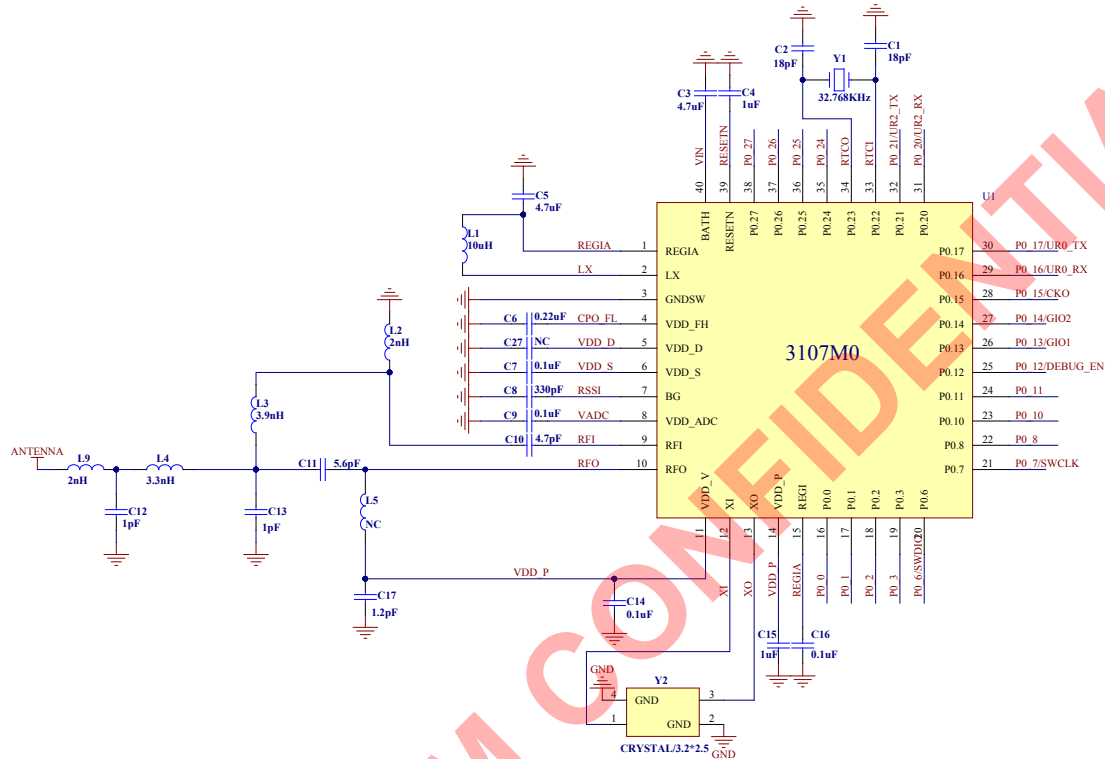 C2
18pF
Y1
32.768KHz
C1
18pF
C3
4.7uF
C4
1uF
VIN
RESETN
P0_27
P0_26
P0_25
P0_24
RTCO
RTCI
P0_21/UR2_TX
P0_20/UR2_RX
40
39
38
37
36
35
34
33
32
31
U1
BATH
RESETN
P0.27
P0.26
P0.25
P0.24
P0.23
P0.22
P0.21
P0.20
C5
4.7uF
L1
10uH
REGIA 1 REGIA
LX 2 LX
3 GNDSW
C6 0.22uF CPO_FL 4 VDD_FH
C27 NC VDD_D 5 VDD_D
C7 0.1uF VDD_S 6 VDD_S
C8 330pF RSSI 7 BG
C9 0.1uF VADC 8 VDD_ADC
C10 4.7pF RFI 9 RFI
RFO 10 RFO
3107M0
P0.17 30 P0_17/UR0_TX
P0.16 29 P0_16/UR0_RX
P0.15 28 P0_15/CKO
P0.14 27 P0_14/GIO2
P0.13 26 P0_13/GIO1
P0.12 25 P0_12/DEBUG_EN
P0.11 24 P0_11
P0.10 23 P0_10
P0.8 22 P0_8
P0.7 21 P0_7/SWCLK
L2
2nH
L3
3.9nH
ANTENNA
L9
2nH
L4
3.3nH
C11 5.6pF
C12
1pF
C13
1pF
L5
NC
VDD_P
C17
1.2pF
C14
0.1uF
VDD_V
XI
XO
VDD_P
REGI
P0.0
P0.1
P0.2
P0.3
P0.6
11
12
13
14
15
16
17
18
19
20
XI
XO
VDD_P
REGIA
P0_0
P0_1
P0_2
P0_3
P0_6/SWDIO
C15
1uF
C16
0.1uF
GND
Y2
4 GND 3
1 GND 2
GND
CRYSTAL/3.2*2.5
M CONFIDENTIA